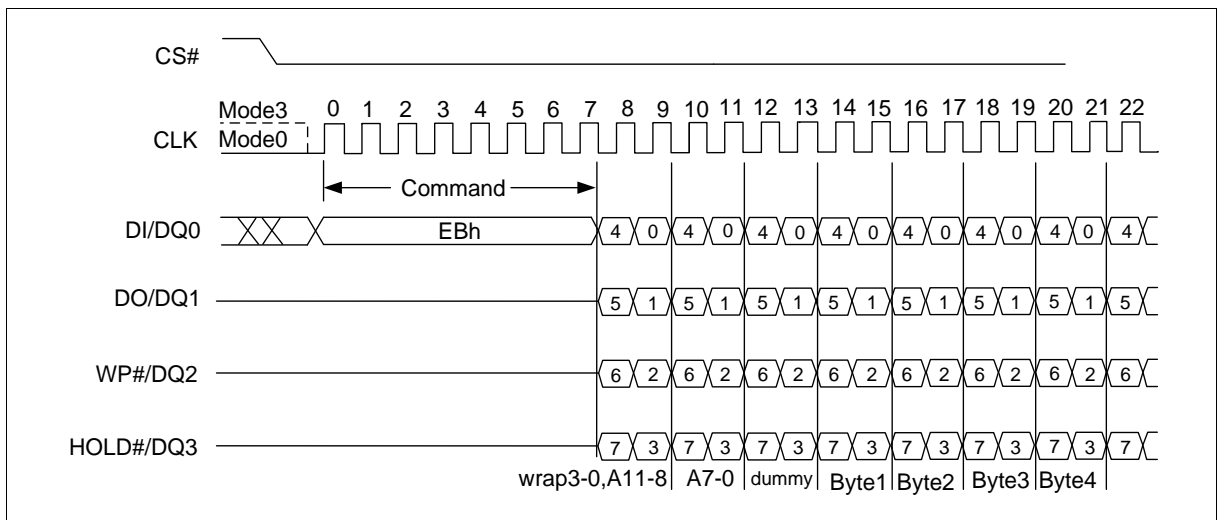 CS#
Mode3 0 1 2 3 4 5 6 7 8 9 10 11 12 13 14 15 16 17 18 19 20 21 22
CLK Mode0
Command
DI/DQ0 EBh 4 0 4 0 4 0 4 0 4 0 4 0 4 0 4
DO/DQ1 5 1 5 1 5 1 5 1 5 1 5 1 5 1 5
WP#/DQ2 6 2 6 2 6 2 6 2 6 2 6 2 6 2 6
HOLD#/DQ3 7 3 7 3 7 3 7 3 7 3 7 3 7 3 7
wrap3-0,A11-8 A7-0 dummy Byte1 Byte2 Byte3 Byte4